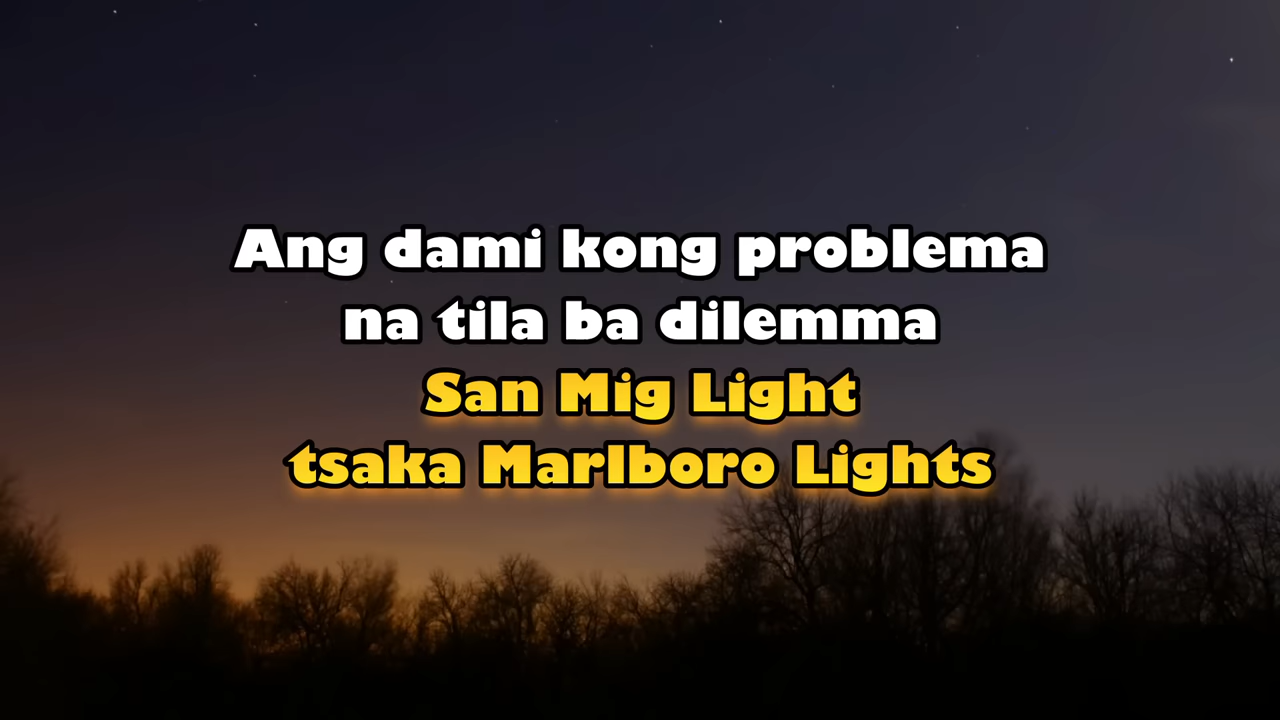 Ang dami kong problema
na tila ba dilemma
San Mig Light
tsaka Marlboro Lights